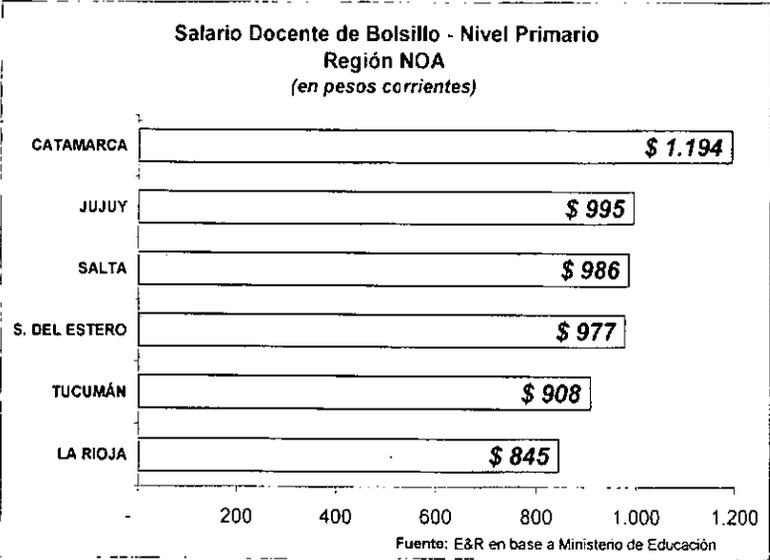 Salario Docente de Bolsillo - Nivel Primario
Región NOA
(en pesos corrientes)
CATAMARCA $ 1.194
JUJUY $ 995
SALTA $ 986
S. DEL ESTERO $ 977
TUCUMÁN $ 908
LA RIOJA $ 845
- 200 400 600 800 1.000 1.200
Fuente: E&R en base a Ministerio de Educación